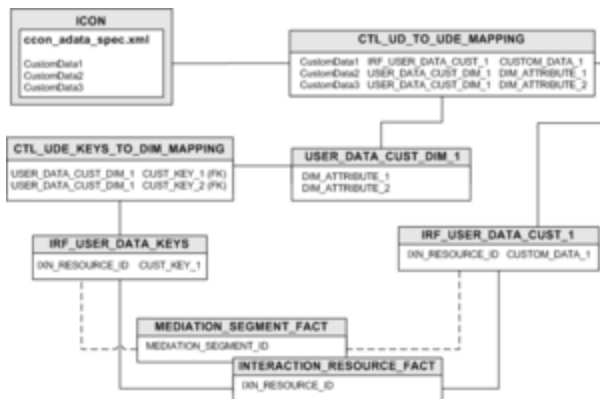 ICON
ccon_adata_spec.xml
CustomData1
CustomData2
CustomData3
CTL_UD_TO_UDE_MAPPING
CustomData1 IRF_USER_DATA_CUST_1 CUSTOM_DATA_1
CustomData2 USER_DATA_CUST_DIM_1 DIM_ATTRIBUTE_1
CustomData3 USER_DATA_CUST_DIM_1 DIM_ATTRIBUTE_2
CTL_UDE_KEYS_TO_DIM_MAPPING
USER_DATA_CUST_DIM_1 CUST_KEY_1 (FK)
USER_DATA_CUST_DIM_1 CUST_KEY_2 (FK)
USER_DATA_CUST_DIM_1
DIM_ATTRIBUTE_1
DIM_ATTRIBUTE_2
IRF_USER_DATA_KEYS
IXN_RESOURCE_ID CUST_KEY_1
IRF_USER_DATA_CUST_1
IXN_RESOURCE_ID CUSTOM_DATA_1
MEDIATION_SEGMENT_FACT
MEDIATION_SEGMENT_ID
INTERACTION_RESOURCE_FACT
IXN_RESOURCE_ID